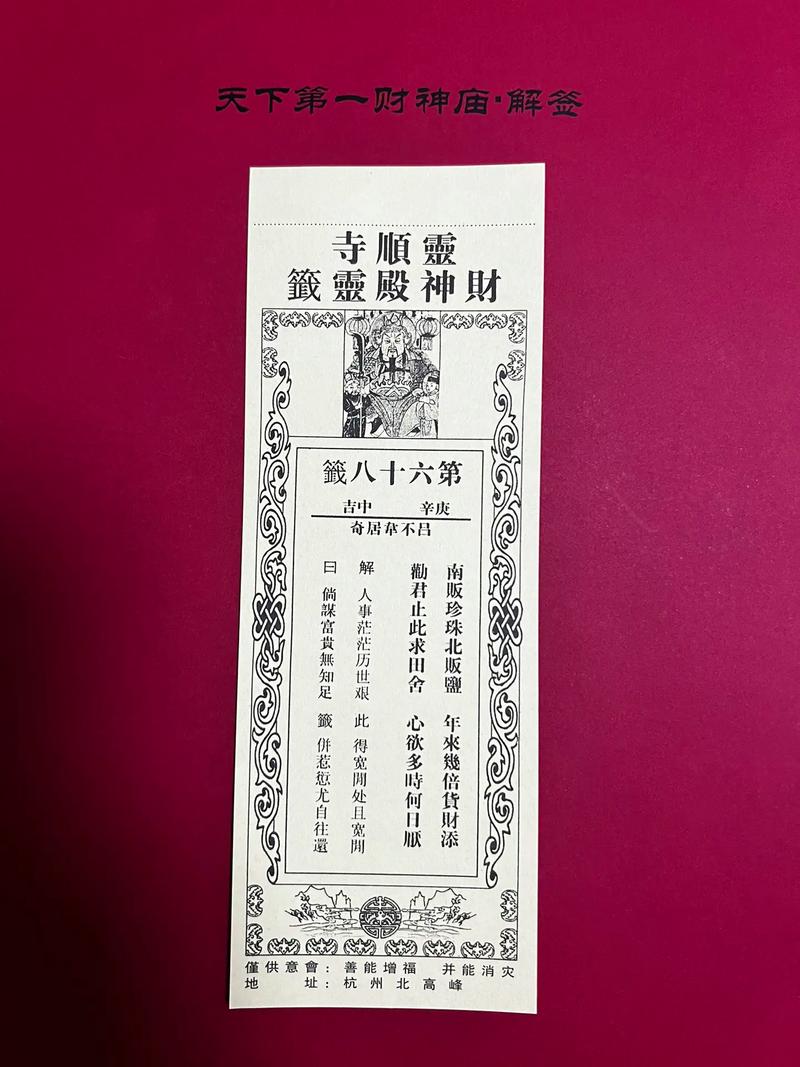 天下第一财神庙·解签
靈順寺
財神殿靈籤
第六十八籤
庚辛 中吉
吕不韋居奇
南販珍珠北販鹽 年來幾倍貨財添
勸君止此求田舍 心欲多時何日厭
解 人事茫茫历世艰 此 得宽閒处且宽閒
曰 倘謀富貴無知足 籤 併惹愆尤自往還
僅供意會：善能增福 并能消灾
地址：杭州北高峰